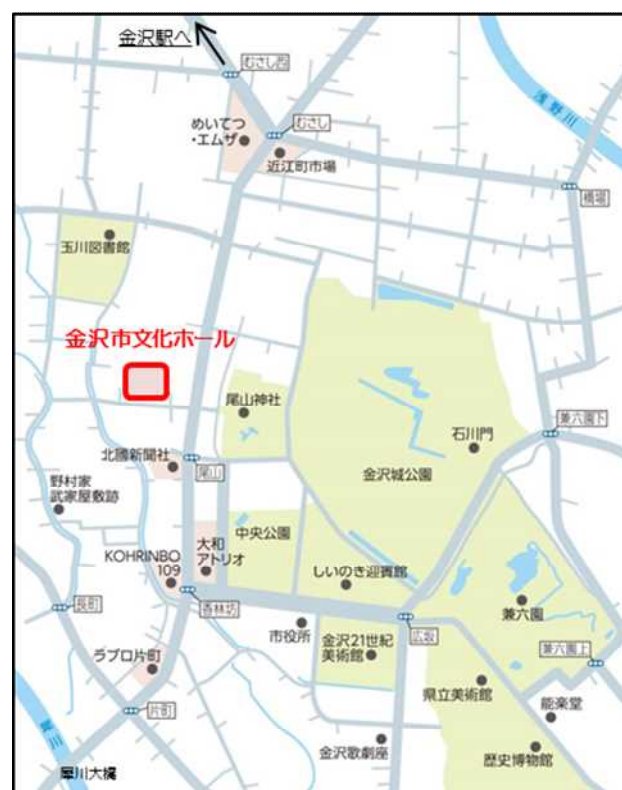 金沢駅へ
むさし西
浅野川
めいてつ
・エムザ
むさし
近江町市場
橋場
玉川図書館
金沢市文化ホール
尾山神社
兼六園下
石川門
北國新聞社
尾山
金沢城公園
野村家
武家屋敷跡
中央公園
大和
アトリオ
KOHRINBO
109
しいのき迎賓館
兼六園
長町
香林坊
市役所
金沢21世紀
美術館
広坂
兼六園上
ラブロ片町
県立美術館
能楽堂
片町
金沢歌劇座
歴史博物館
犀川大橋